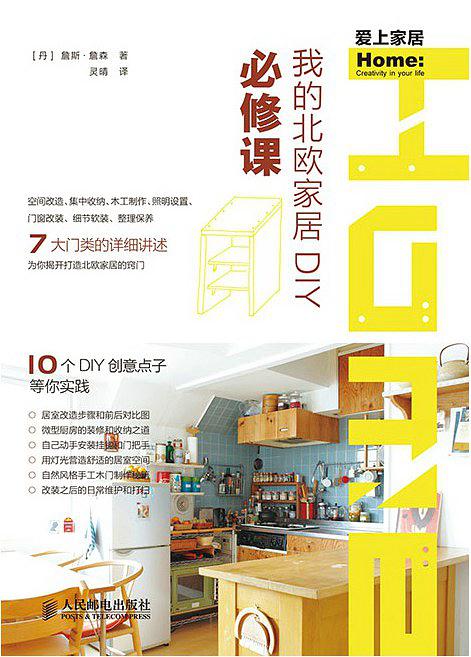 [丹] 詹斯·詹森 著
灵晴 译
爱上家居
Home:
Creativity in your life
HOME
我的北欧家居 DIY
必修课
空间改造、集中收纳、木工制作、照明设置、
门窗改装、细节软装、整理保养
7大门类的详细讲述
为你揭开打造北欧家居的窍门
10个DIY创意点子
等你实践
居室改造步骤和前后对比图
微型厨房的装修和收纳之道
自己动手安装挂锁和门把手
用灯光营造舒适的居室空间
自然风格手工木门制作秘诀
改装之后的日常维护和打扫
人民邮电出版社
POSTS & TELECOM PRESS